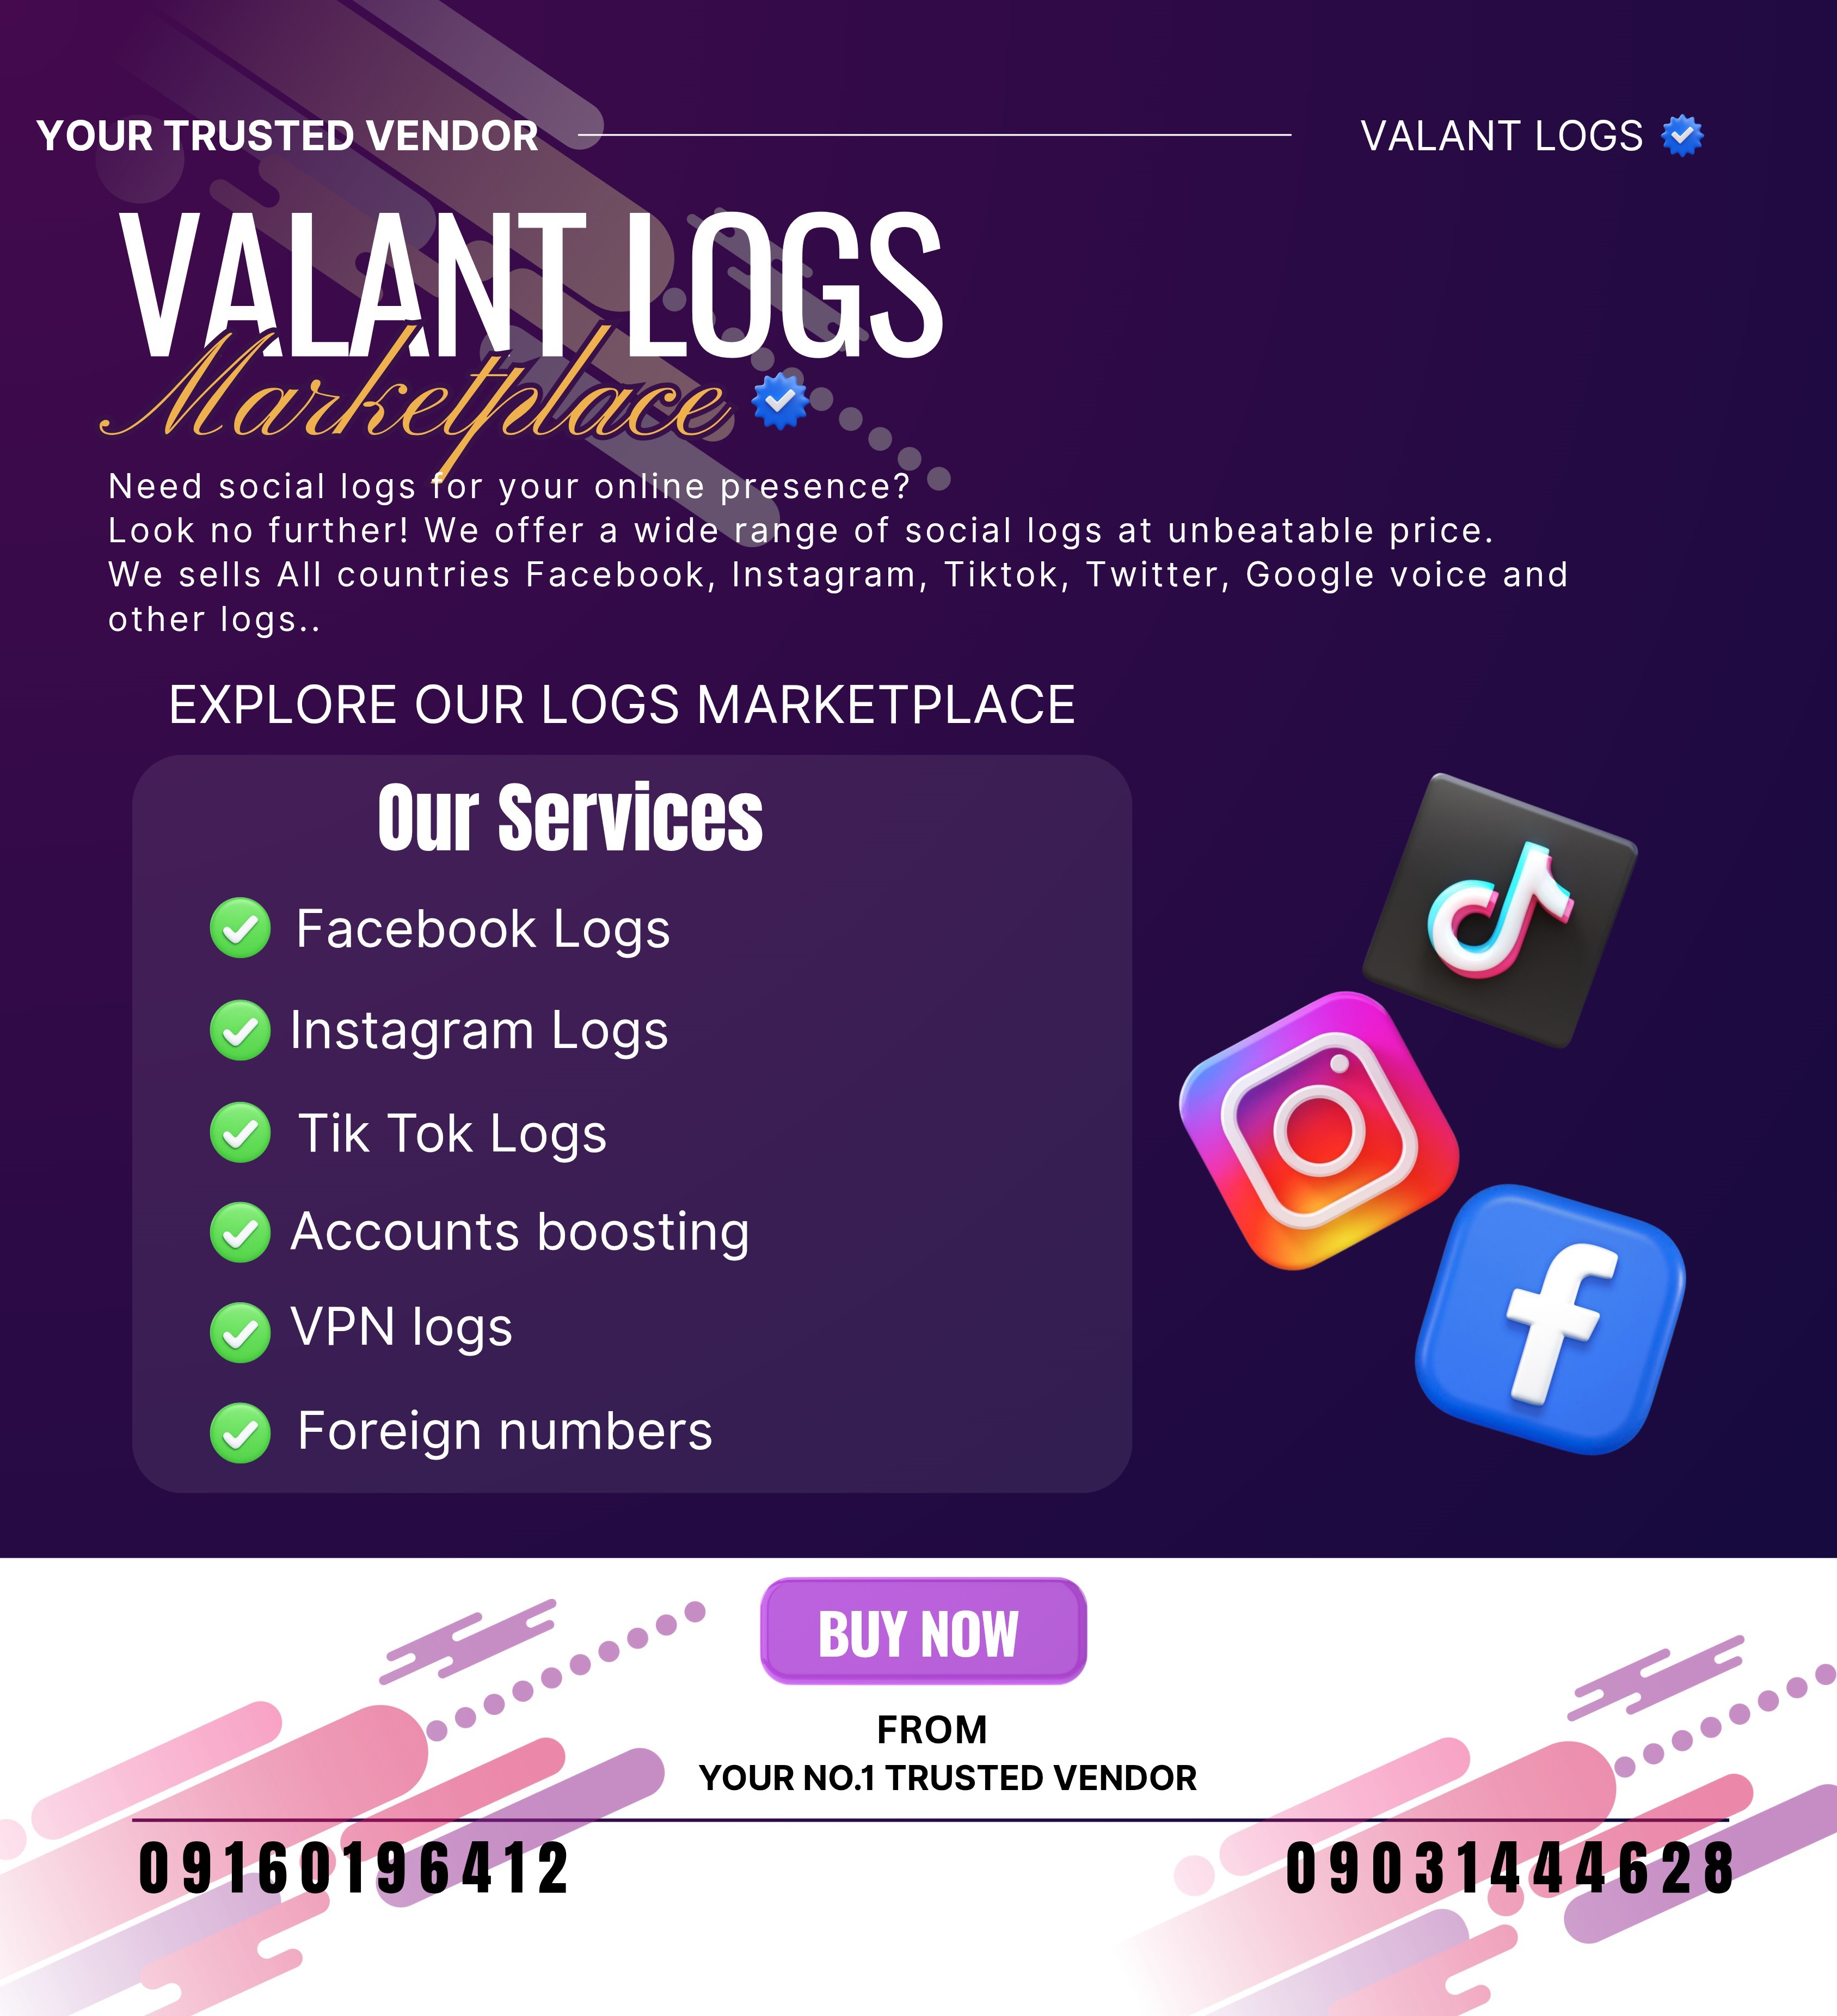 YOUR TRUSTED VENDOR
VALANT LOGS
VALANT LOGS
Marketplace
Need social logs for your online presence?
Look no further! We offer a wide range of social logs at unbeatable price.
We sells All countries Facebook, Instagram, Tiktok, Twitter, Google voice and
other logs..
EXPLORE OUR LOGS MARKETPLACE
Our Services
Facebook Logs
Instagram Logs
Tik Tok Logs
Accounts boosting
VPN logs
Foreign numbers
BUY NOW
FROM
YOUR NO.1 TRUSTED VENDOR
09160196412
09031444628